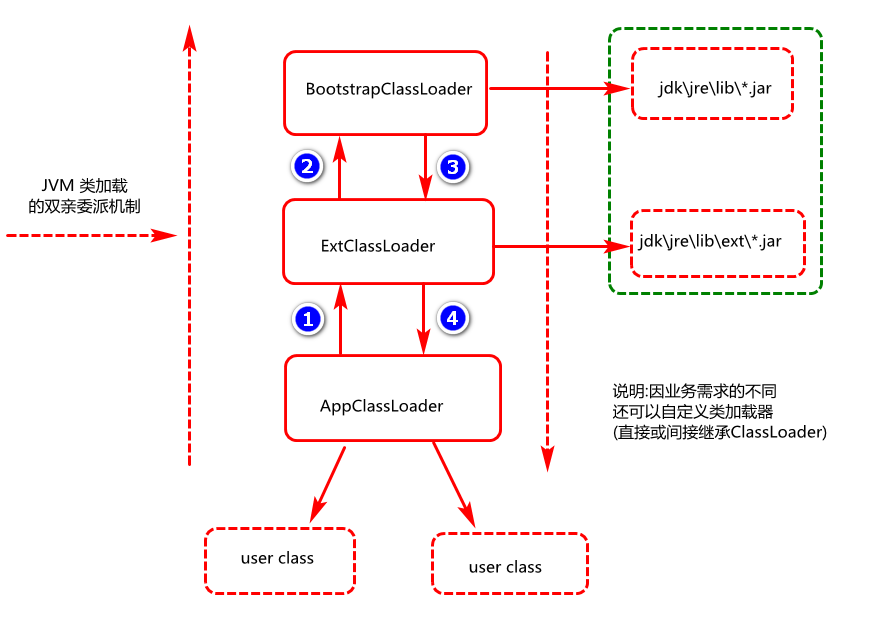 BootstrapClassLoader
jdk\jre\lib\*.jar
2
3
JVM 类加载
的双亲委派机制
ExtClassLoader
jdk\jre\lib\ext\*.jar
1
4
AppClassLoader
说明:因业务需求的不同
还可以自定义类加载器
(直接或间接继承ClassLoader)
user class
user class